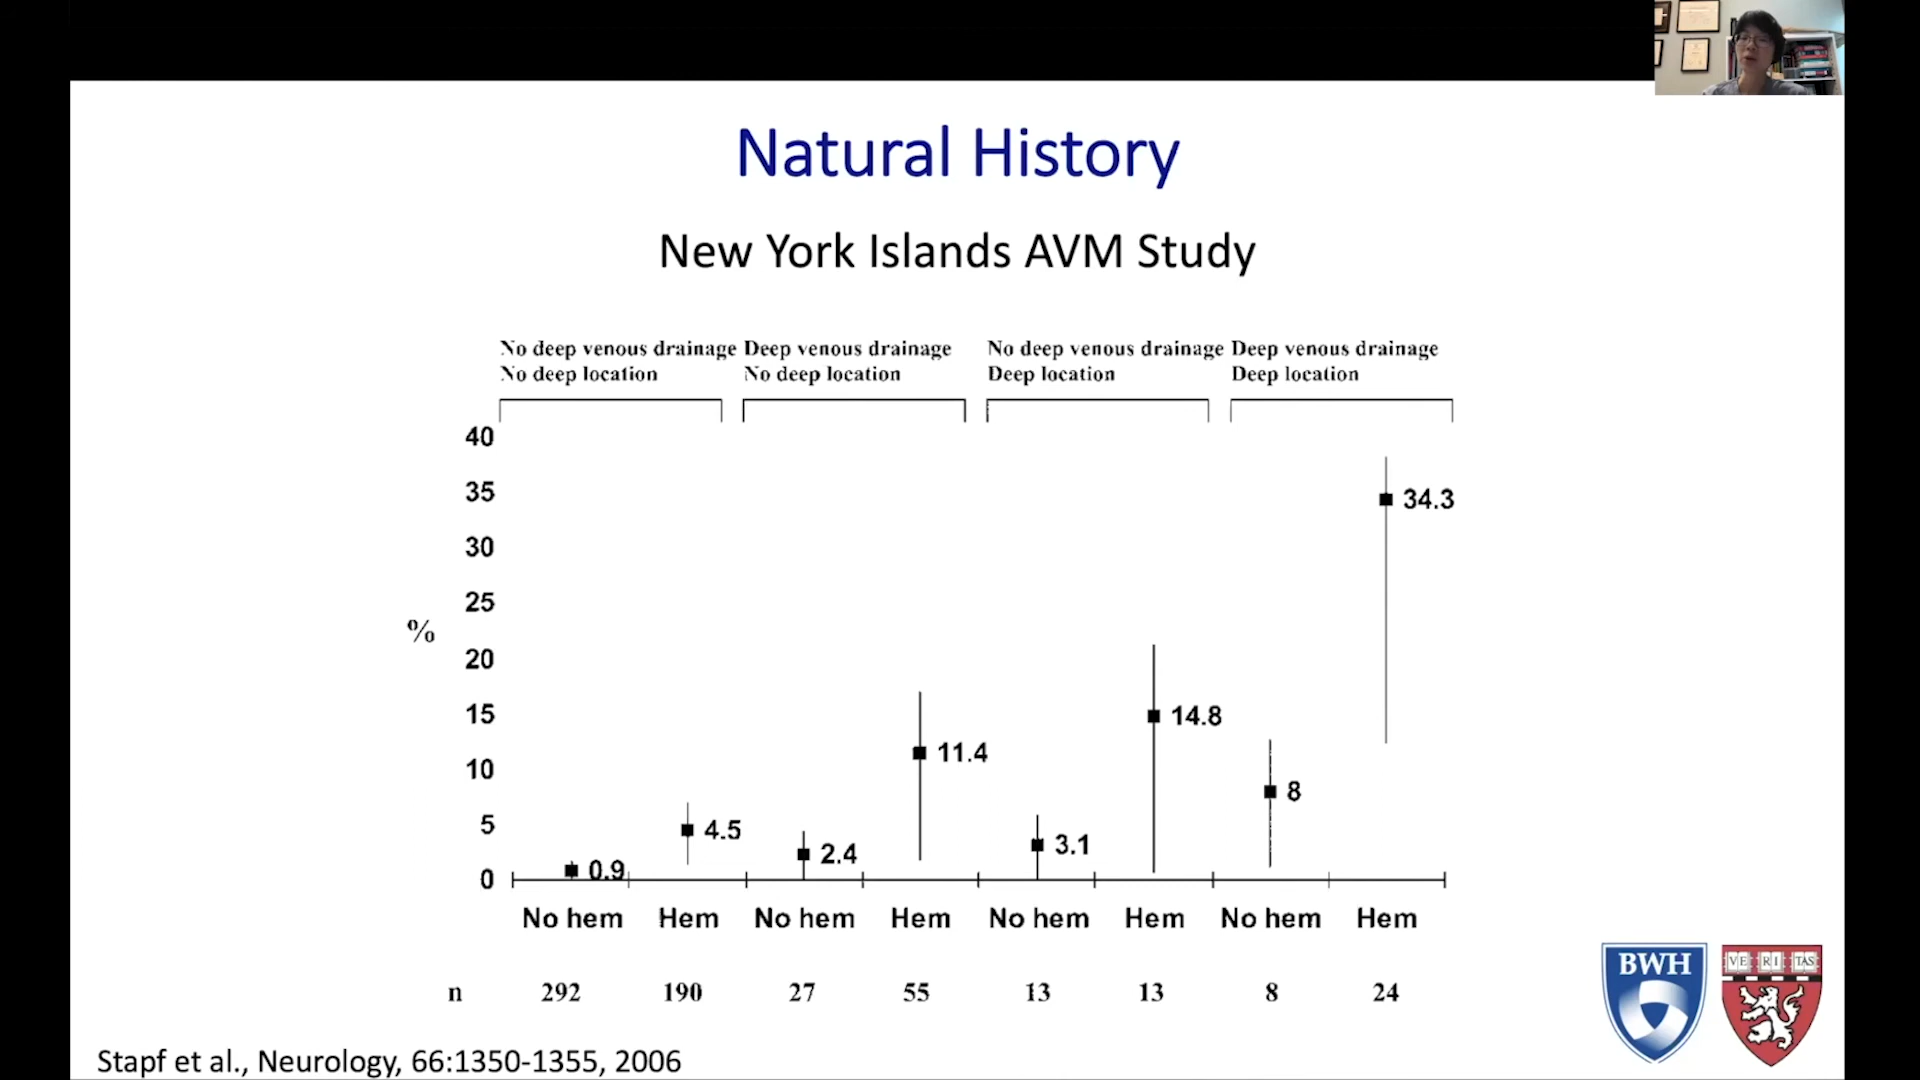 Natural History
New York Islands AVM Study
No deep venous drainage Deep venous drainage No deep venous drainage Deep venous drainage
No deep location No deep location Deep location Deep location
40
35
30
25
20
15
10
5
0
%
0.9
4.5
2.4
11.4
3.1
14.8
8
34.3
No hem Hem No hem Hem No hem Hem No hem Hem
n 292 190 27 55 13 13 8 24
Stapf et al., Neurology, 66:1350-1355, 2006
BWH
VE RI TAS